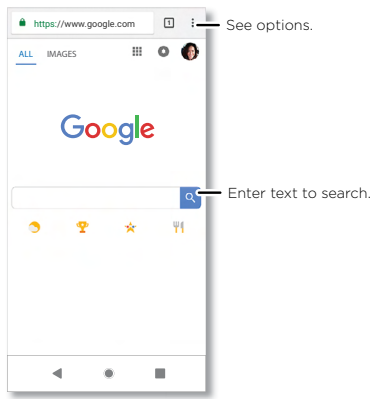 https://www.google.com 1
See options.
ALL IMAGES
Google
Enter text to search.